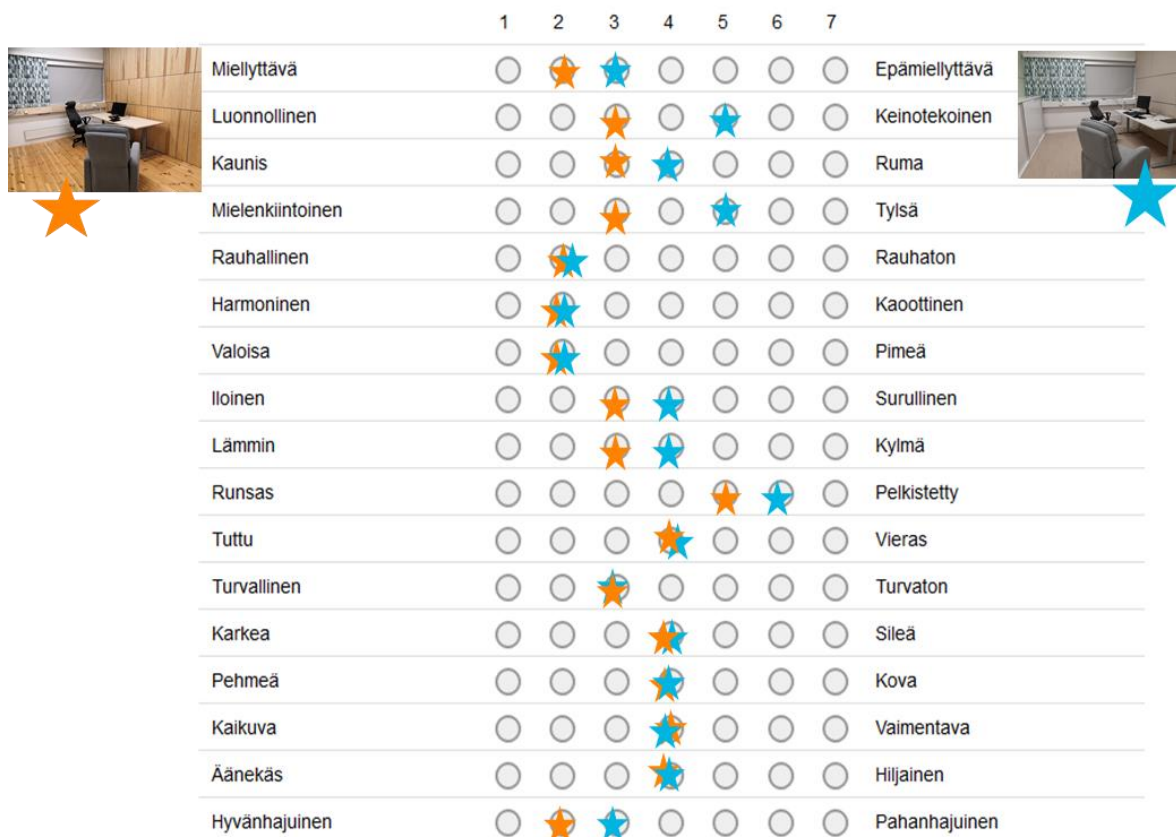 1 2 3 4 5 6 7
Miellyttävä Epämiellyttävä
Luonnollinen Keinotekoinen
Kaunis Ruma
Mielenkiintoinen Tylsä
Rauhallinen Rauhaton
Harmoninen Kaoottinen
Valoisa Pimeä
Iloinen Surullinen
Lämmin Kylmä
Runsas Pelkistetty
Tuttu Vieras
Turvallinen Turvaton
Karkea Sileä
Pehmeä Kova
Kaikuva Vaimentava
Äänekäs Hiljainen
Hyvänhajuinen Pahanhajuinen